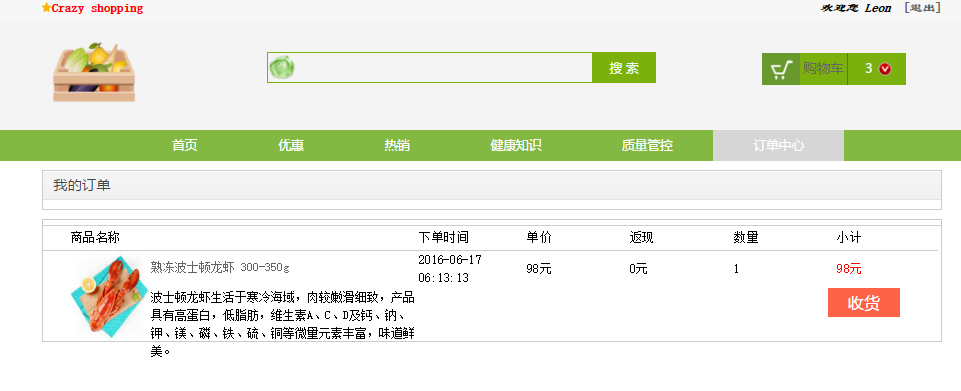 Crazy shopping
欢迎您 Leon [退出]
搜 索
购物车 3
首页 优惠 热销 健康知识 质量管控 订单中心
我的订单
商品名称 下单时间 单价 返现 数量 小计
熟冻波士顿龙虾 300-350g
2016-06-17
06:13:13
98元 0元 1 98元
波士顿龙虾生活于寒冷海域，肉较嫩滑细致，产品
具有高蛋白，低脂肪，维生素A、C、D及钙、钠、
钾、镁、磷、铁、硫、铜等微量元素丰富，味道鲜
美。
收货